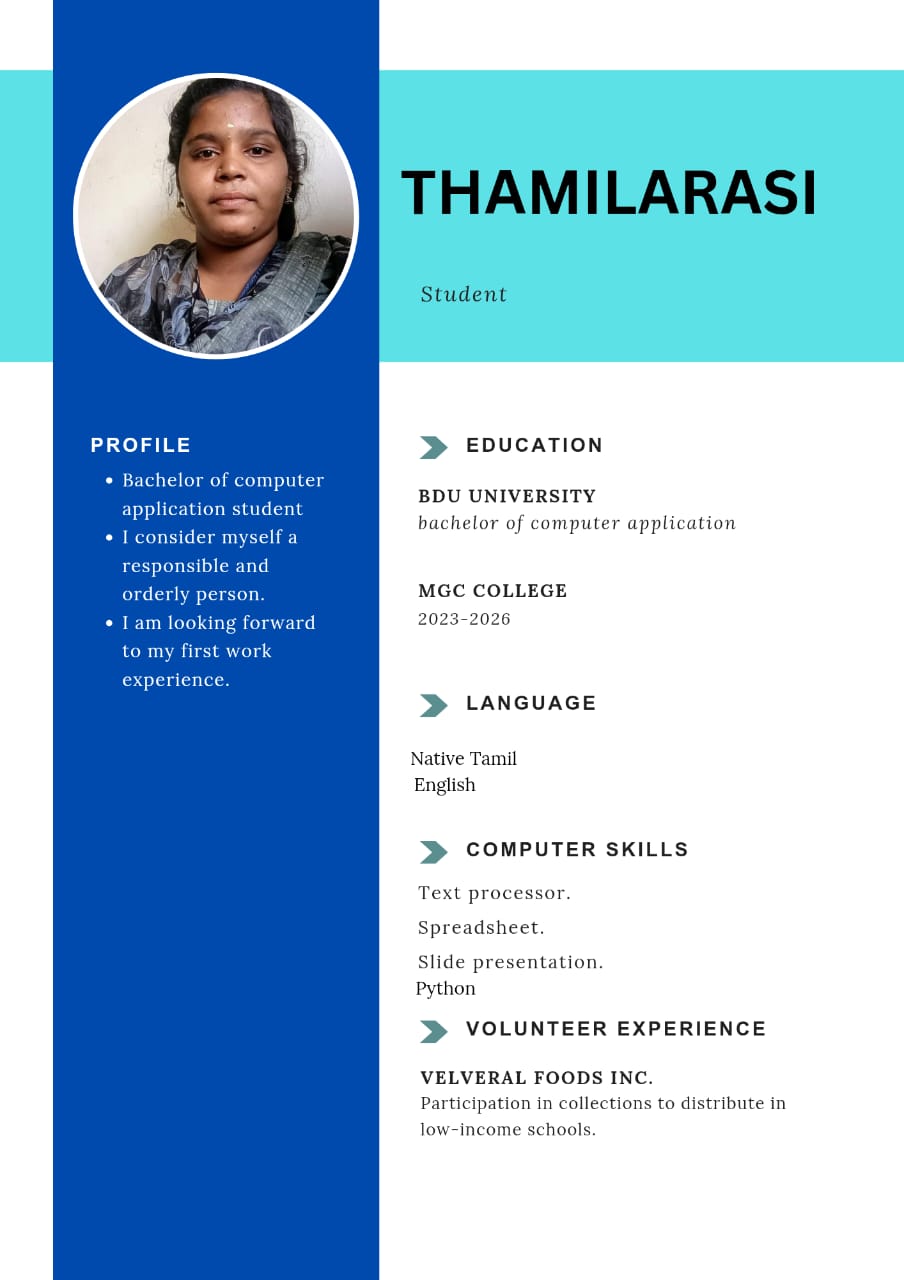 THAMILARASI
Student
PROFILE
• Bachelor of computer
application student
• I consider myself a
responsible and
orderly person.
• I am looking forward
to my first work
experience.
EDUCATION
BDU UNIVERSITY
bachelor of computer application
MGC COLLEGE
2023-2026
LANGUAGE
Native Tamil
English
COMPUTER SKILLS
Text processor.
Spreadsheet.
Slide presentation.
Python
VOLUNTEER EXPERIENCE
VELVERAL FOODS INC.
Participation in collections to distribute in
low-income schools.